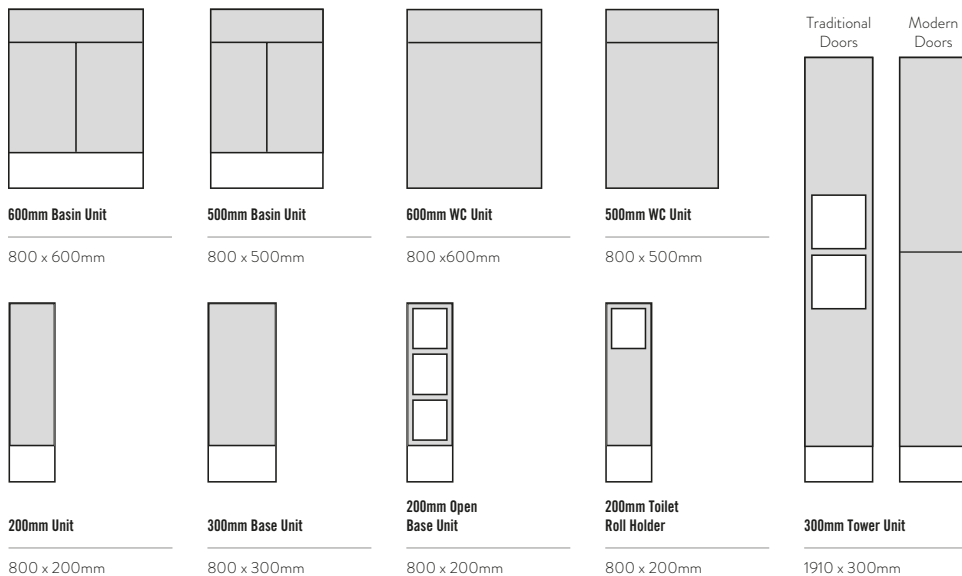 Traditional
Doors
Modern
Doors
600mm Basin Unit
800 x 600mm
500mm Basin Unit
800 x 500mm
600mm WC Unit
800 x600mm
500mm WC Unit
800 x 500mm
200mm Unit
800 x 200mm
300mm Base Unit
800 x 300mm
200mm Open
Base Unit
800 x 200mm
200mm Toilet
Roll Holder
800 x 200mm
300mm Tower Unit
1910 x 300mm